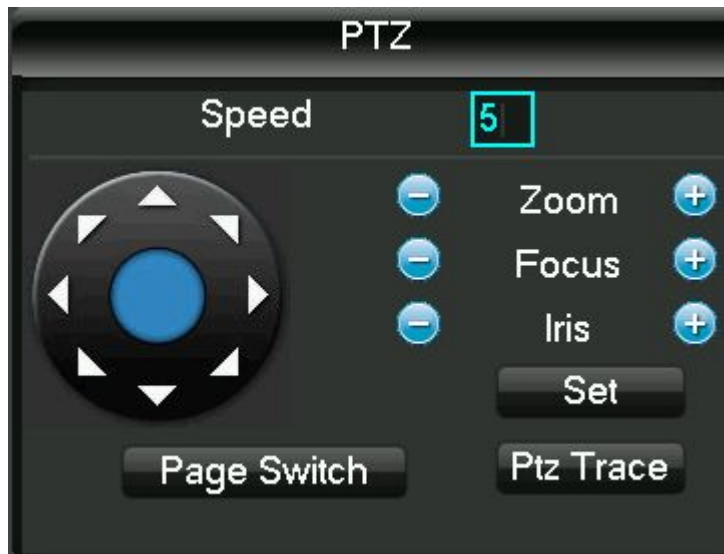 PTZ
Speed 5
Zoom
Focus
Iris
Set
Page Switch Ptz Trace